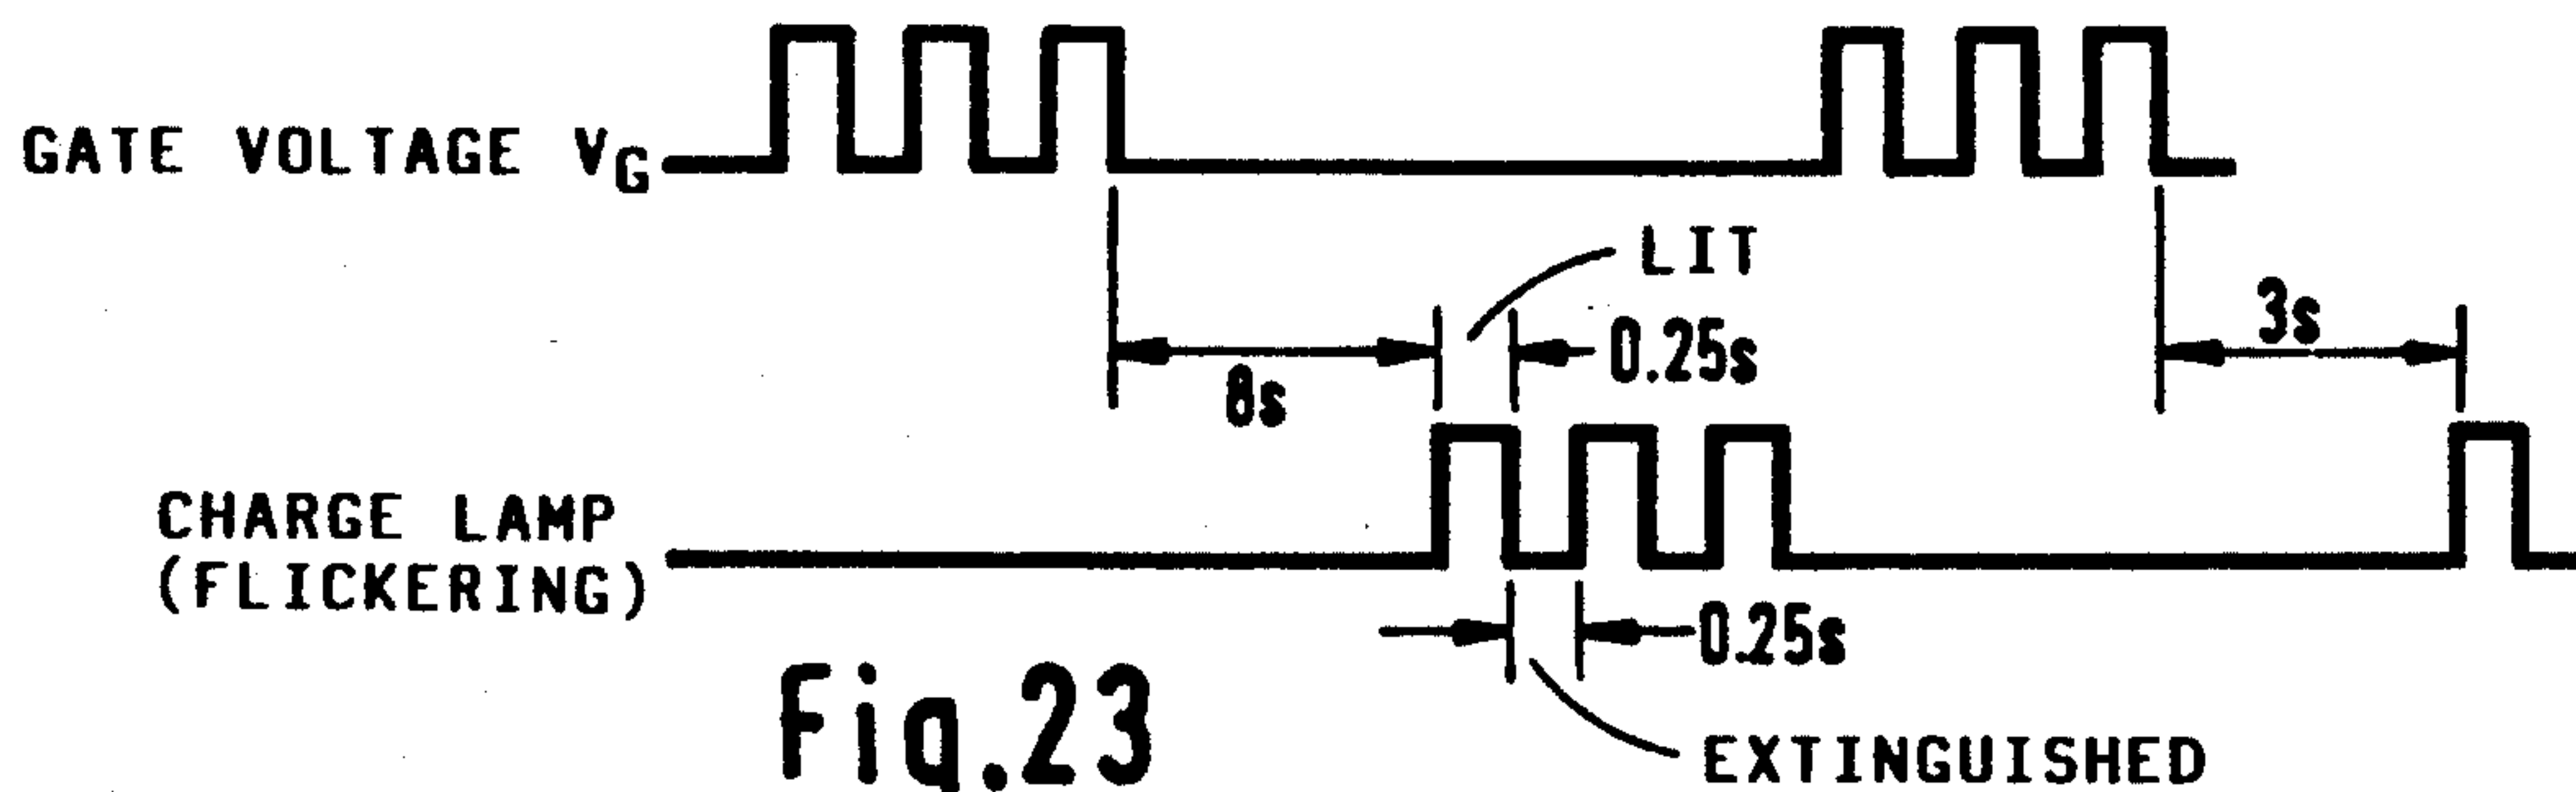 GATE VOLTAGE VG
LIT
8s
0.25s
3s
CHARGE LAMP
(FLICKERING)
0.25s
EXTINGUISHED
Fig.23